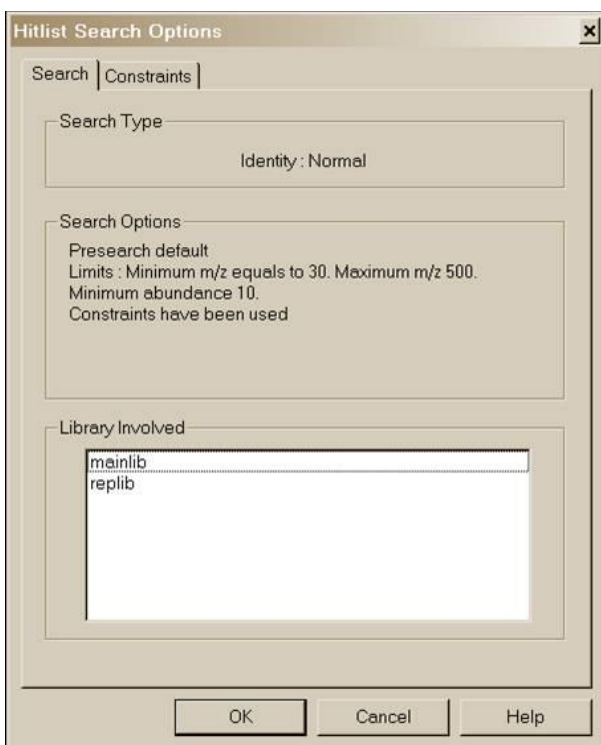 Hitlist Search Options
Search
Constraints
Search Type
Identity : Normal
Search Options
Presearch default
Limits : Minimum m/z equals to 30. Maximum m/z 500.
Minimum abundance 10.
Constraints have been used
Library Involved
mainlib
replib
OK
Cancel
Help